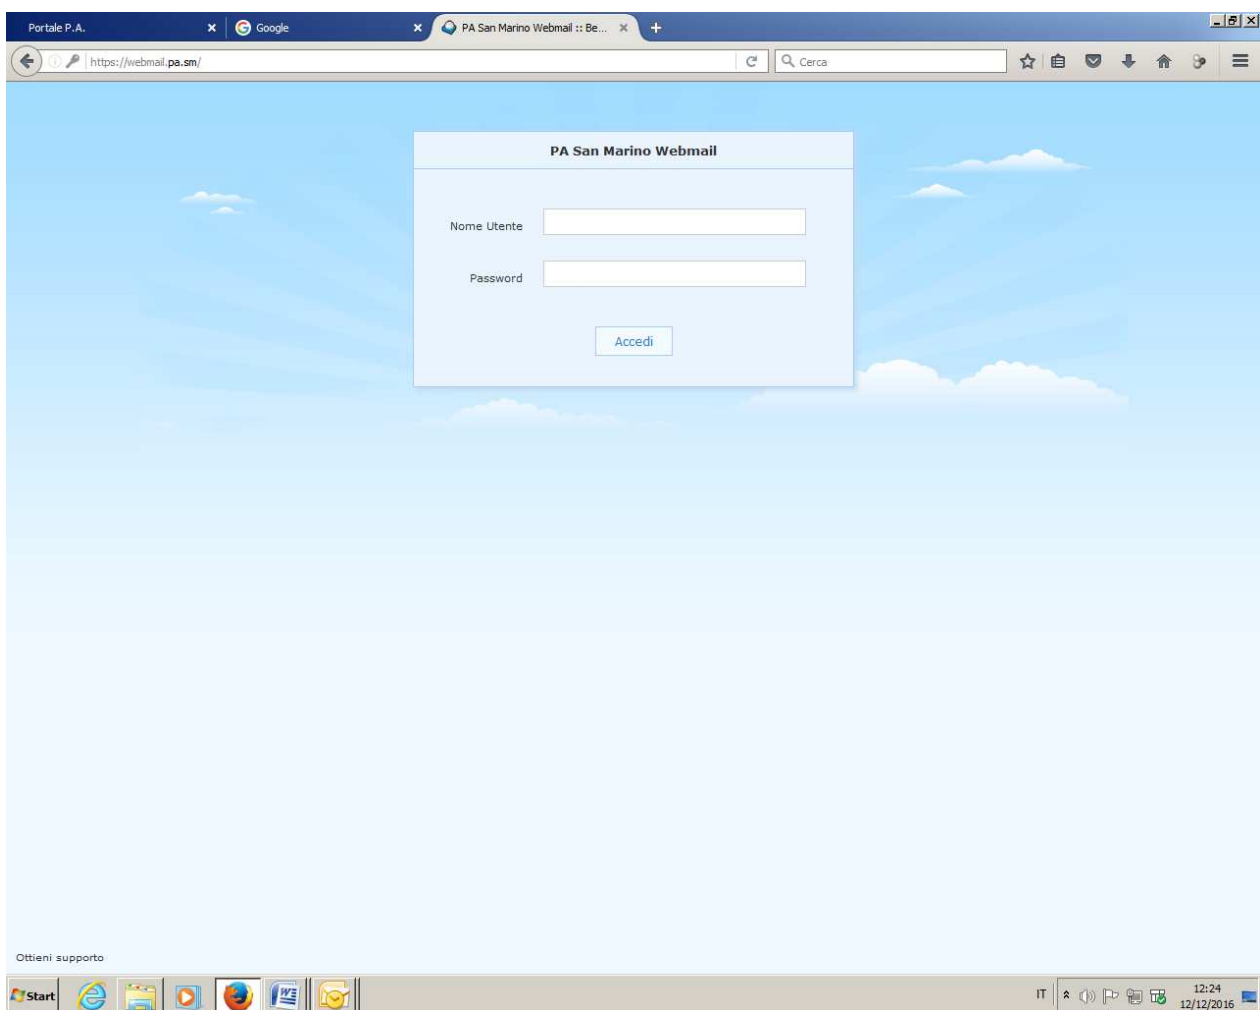 Portale P.A.
Google
PA San Marino Webmail :: Be...
https://webmail.pa.sm/
Cerca
PA San Marino Webmail
Nome Utente
Password
Accedi
Ottieni supporto
Start
IT
12:24
12/12/2016